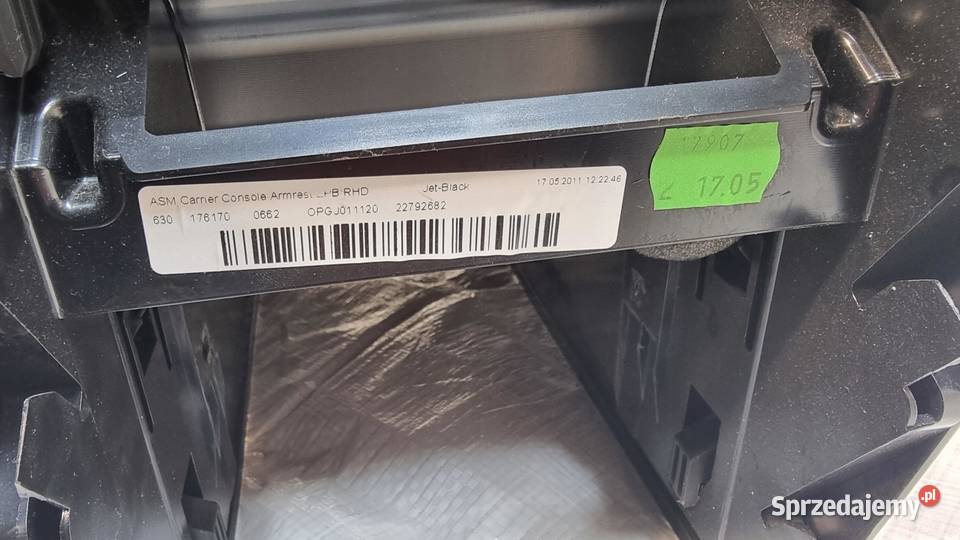 ASM Carrier Console Armrest EPB RHD Jet-Black 17.05.2011 12:22:46
630 176170 0662 OPGJ011120 22792682
17907
17.05
Sprzedajemy.pl